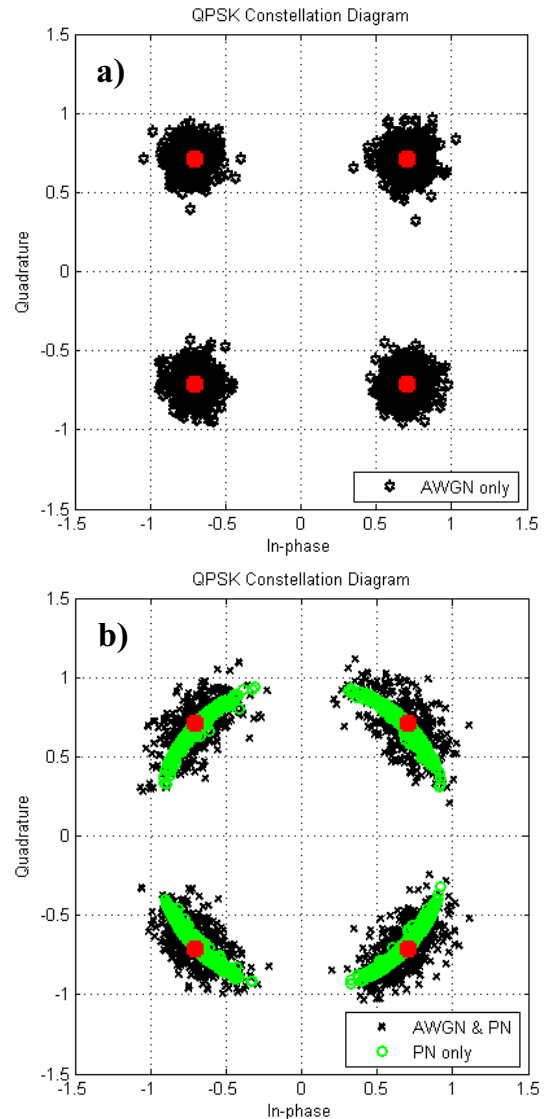 QPSK Constellation Diagram
a)
1.5
1
0.5
0
-0.5
-1
-1.5
Quadrature
AWGN only
-1.5 -1 -0.5 0 0.5 1 1.5
In-phase
QPSK Constellation Diagram
b)
1.5
1
0.5
0
-0.5
-1
-1.5
Quadrature
AWGN & PN
PN only
-1.5 -1 -0.5 0 0.5 1 1.5
In-phase